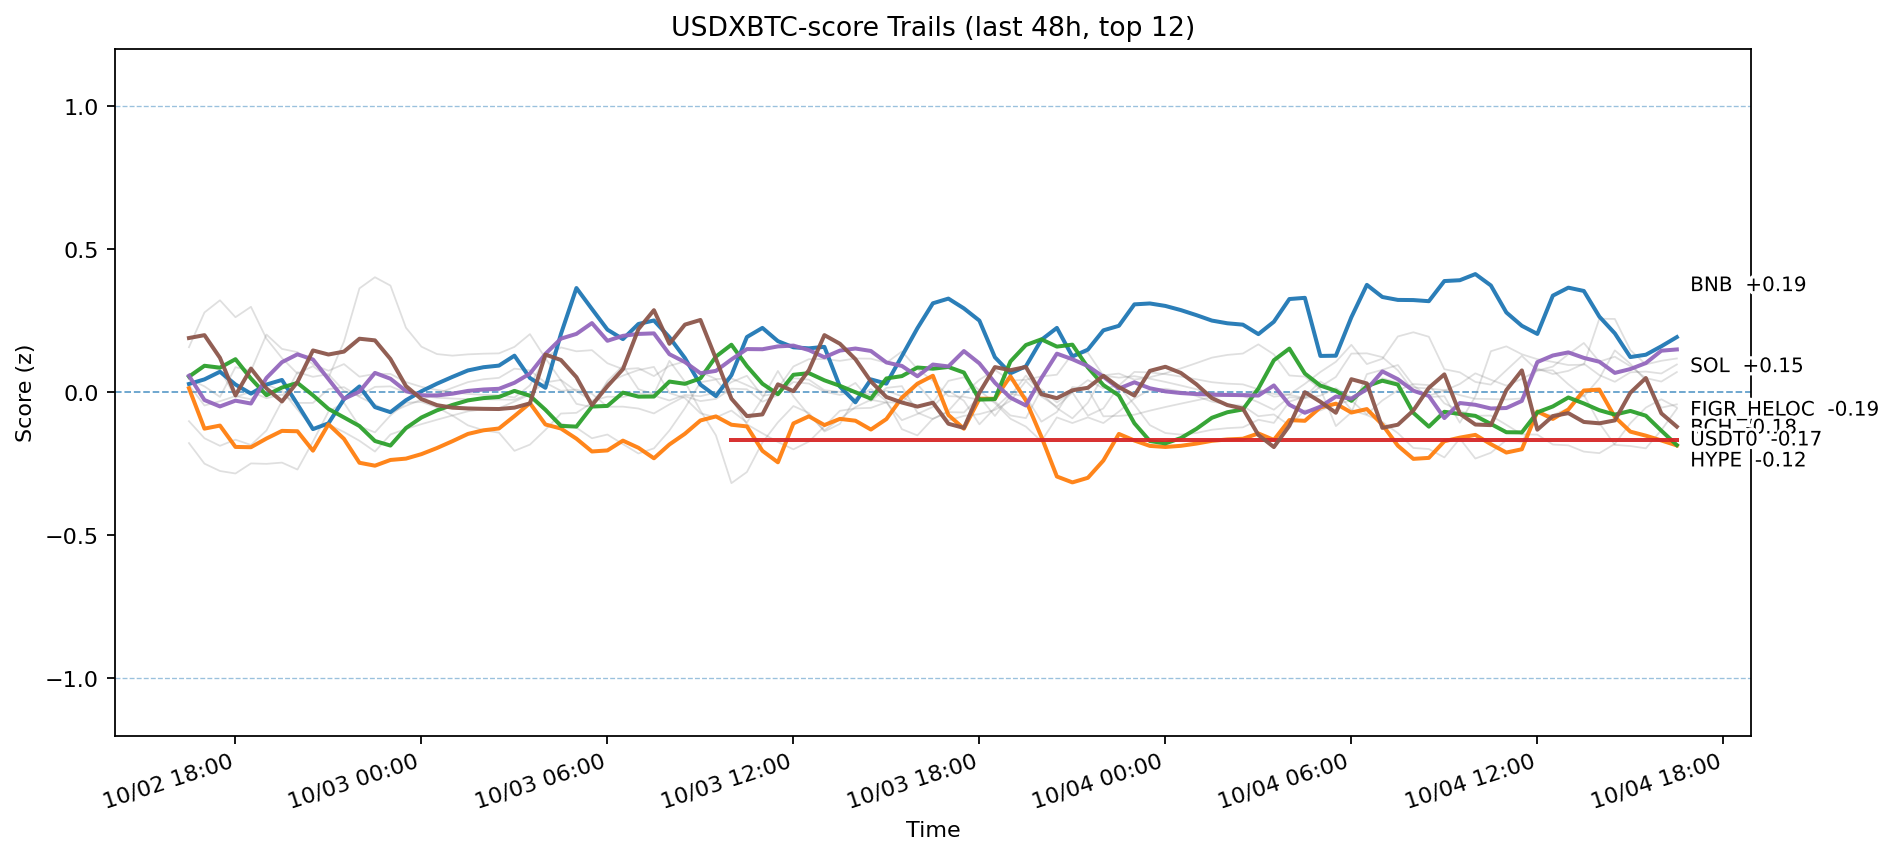 USDXBTC-score Trails (last 48h, top 12)
Score (z)
1.0
0.5
0.0
−0.5
−1.0
BNB +0.19
SOL +0.15
FIGR_HELOC -0.19
BCH -0.18
USDT0 -0.17
HYPE -0.12
10/02 18:00
10/03 00:00
10/03 06:00
10/03 12:00
10/03 18:00
10/04 00:00
10/04 06:00
10/04 12:00
10/04 18:00
Time